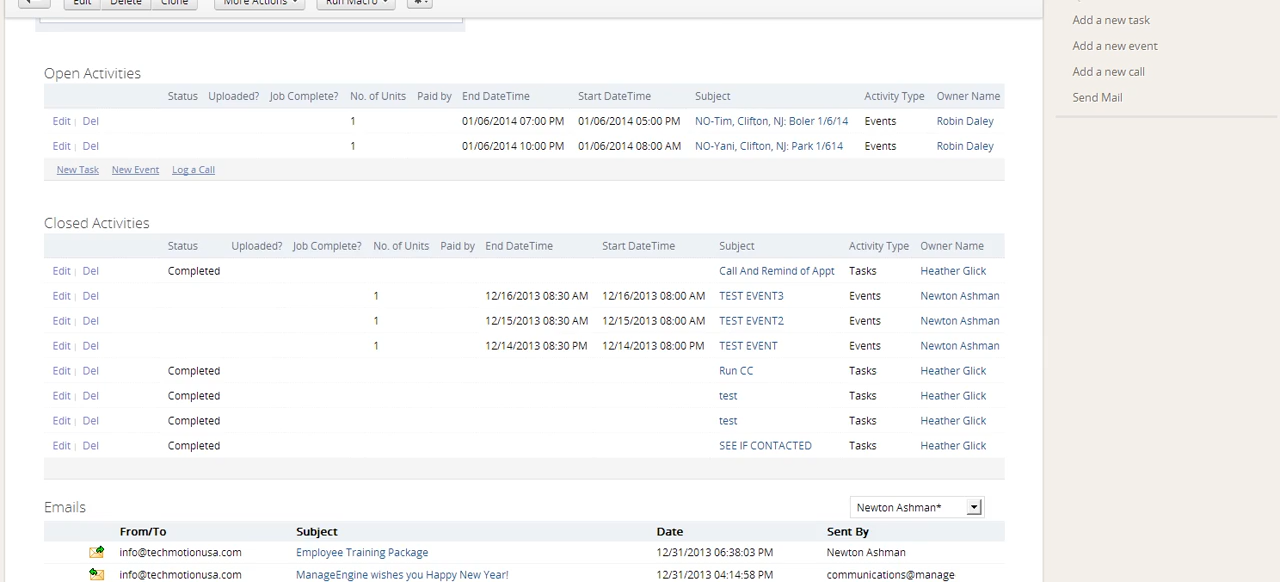 Edit Delete Clone More Actions Run Macro
Add a new task
Add a new event
Add a new call
Send Mail
Open Activities
Status Uploaded? Job Complete? No. of Units Paid by End DateTime Start DateTime Subject Activity Type Owner Name
Edit | Del 1 01/06/2014 07:00 PM 01/06/2014 05:00 PM NO-Tim, Clifton, NJ: Boler 1/6/14 Events Robin Daley
Edit | Del 1 01/06/2014 10:00 PM 01/06/2014 08:00 AM NO-Yani, Clifton, NJ: Park 1/614 Events Robin Daley
New Task New Event Log a Call
Closed Activities
Status Uploaded? Job Complete? No. of Units Paid by End DateTime Start DateTime Subject Activity Type Owner Name
Edit | Del Completed Call And Remind of Appt Tasks Heather Glick
Edit | Del 1 12/16/2013 08:30 AM 12/16/2013 08:00 AM TEST EVENT3 Events Newton Ashman
Edit | Del 1 12/15/2013 08:30 AM 12/15/2013 08:00 AM TEST EVENT2 Events Newton Ashman
Edit | Del 1 12/14/2013 08:30 PM 12/14/2013 08:00 PM TEST EVENT Events Newton Ashman
Edit | Del Completed Run CC Tasks Heather Glick
Edit | Del Completed test Tasks Heather Glick
Edit | Del Completed test Tasks Heather Glick
Edit | Del Completed SEE IF CONTACTED Tasks Heather Glick
Emails Newton Ashman*
From/To Subject Date Sent By
info@techmotionusa.com Employee Training Package 12/31/2013 06:38:03 PM Newton Ashman
info@techmotionusa.com ManageEngine wishes you Happy New Year! 12/31/2013 04:14:58 PM communications@manage